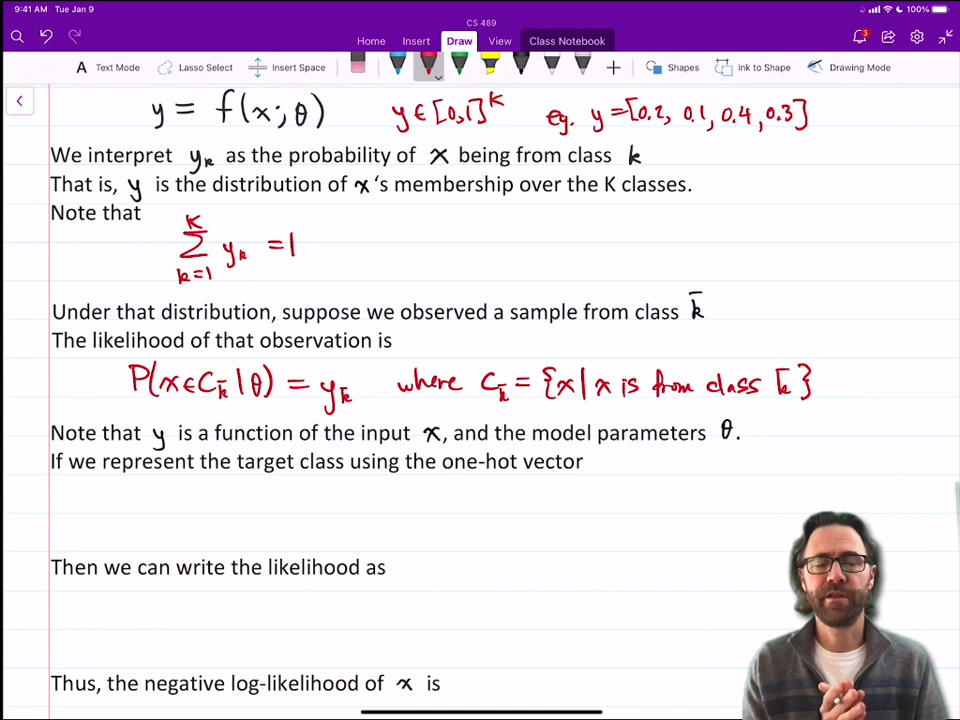 9:41 AM Tue Jan 9
100%
CS 489
Home Insert Draw View Class Notebook
3
Text Mode Lasso Select Insert Space Shapes Ink to Shape Drawing Mode
y = f(x; θ) y ∈ [0,1]^K eg. y = [0.2, 0.1, 0.4, 0.3]
We interpret y_k as the probability of x being from class k
That is, y is the distribution of x's membership over the K classes.
Note that
∑_{k=1}^{K} y_k = 1
Under that distribution, suppose we observed a sample from class k̄
The likelihood of that observation is
P(x ∈ C_k̄ | θ) = y_k̄ where C_k̄ = {x | x is from class k̄}
Note that y is a function of the input x, and the model parameters θ.
If we represent the target class using the one-hot vector
Then we can write the likelihood as
Thus, the negative log-likelihood of x is